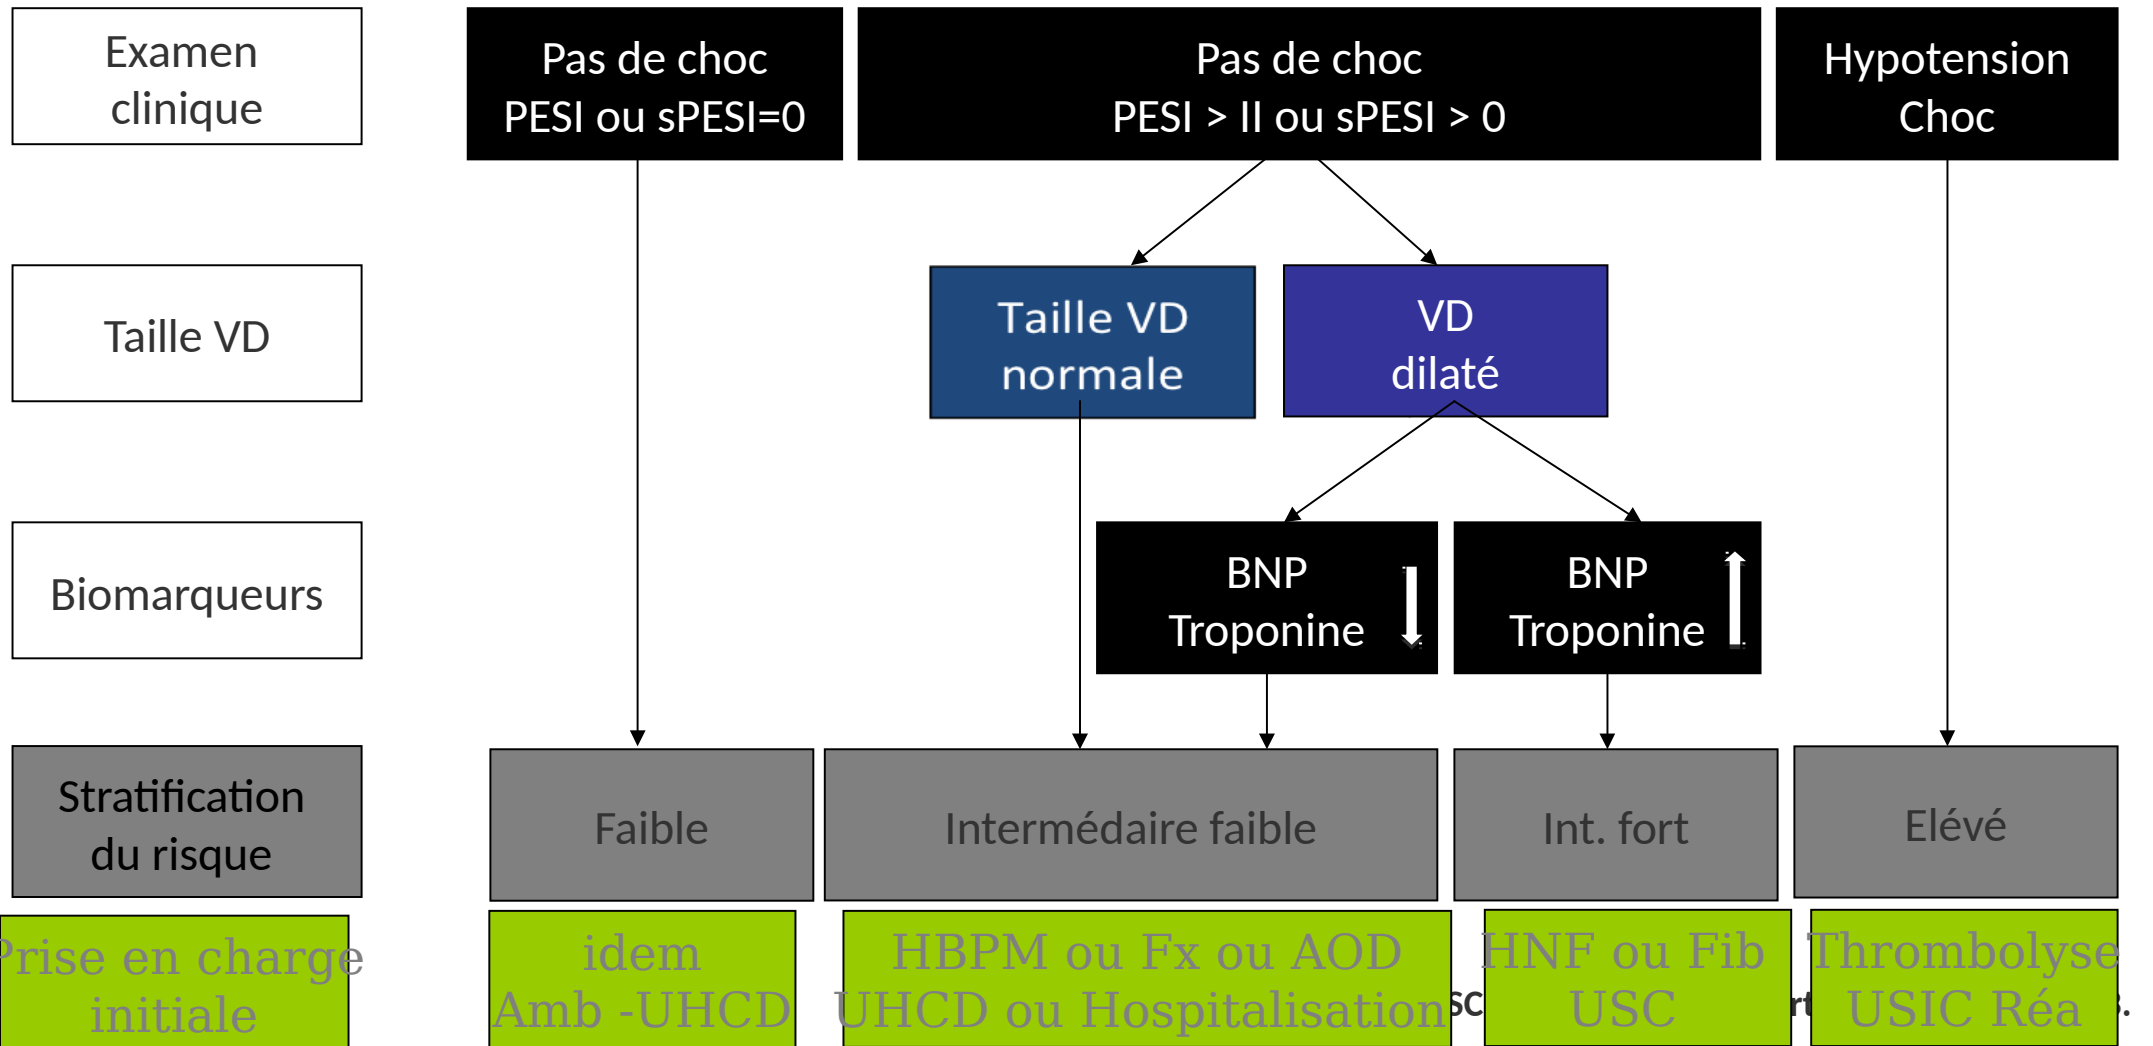 Examen
clinique
Pas de choc
PESI ou sPESI=0
Pas de choc
PESI > II ou sPESI > 0
Hypotension
Choc
Taille VD
Taille VD
normale
VD
dilaté
Biomarqueurs
BNP
Troponine
BNP
Troponine
Stratification
du risque
Faible
Intermédaire faible
Int. fort
Elévé
Prise en charge
initiale
idem
Amb -UHCD
HBPM ou Fx ou AOD
UHCD ou Hospitalisation
HNF ou Fib
USC
Thrombolyse
USIC Réa